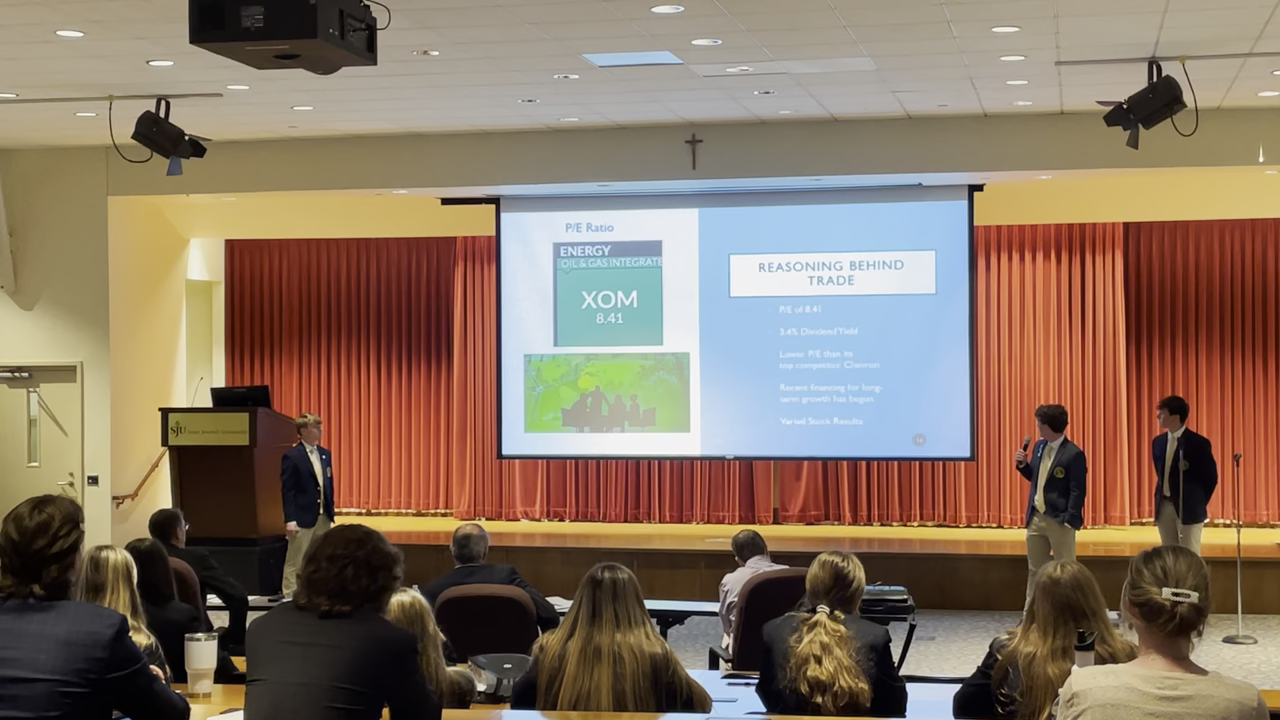 P/E Ratio
ENERGY
OIL & GAS INTEGRATE
XOM
8.41
REASONING BEHIND
TRADE
P/E of 8.41
3.4% Dividend Yield
Lower P/E than its
top competitor Chevron
Recent financing for long-
term growth has begun
Varied Stock Results
SJU